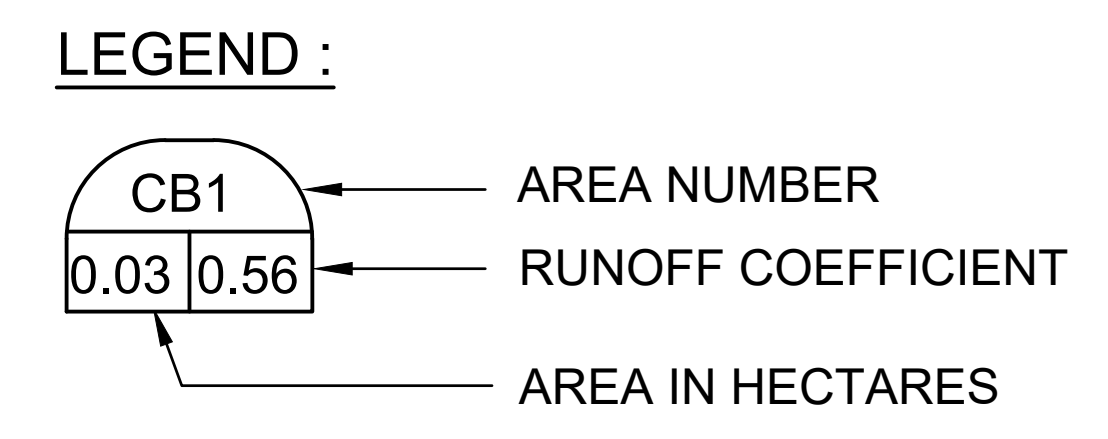 LEGEND :
CB1
AREA NUMBER
0.03 0.56
RUNOFF COEFFICIENT
AREA IN HECTARES